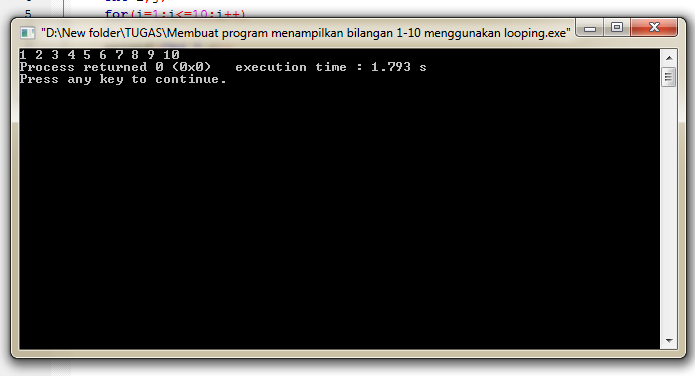 5 for(i=1;i<=10;i++)
"D:\New folder\TUGAS\Membuat program menampilkan bilangan 1-10 menggunakan looping.exe"
1 2 3 4 5 6 7 8 9 10
Process returned 0 (0x0)   execution time : 1.793 s
Press any key to continue.